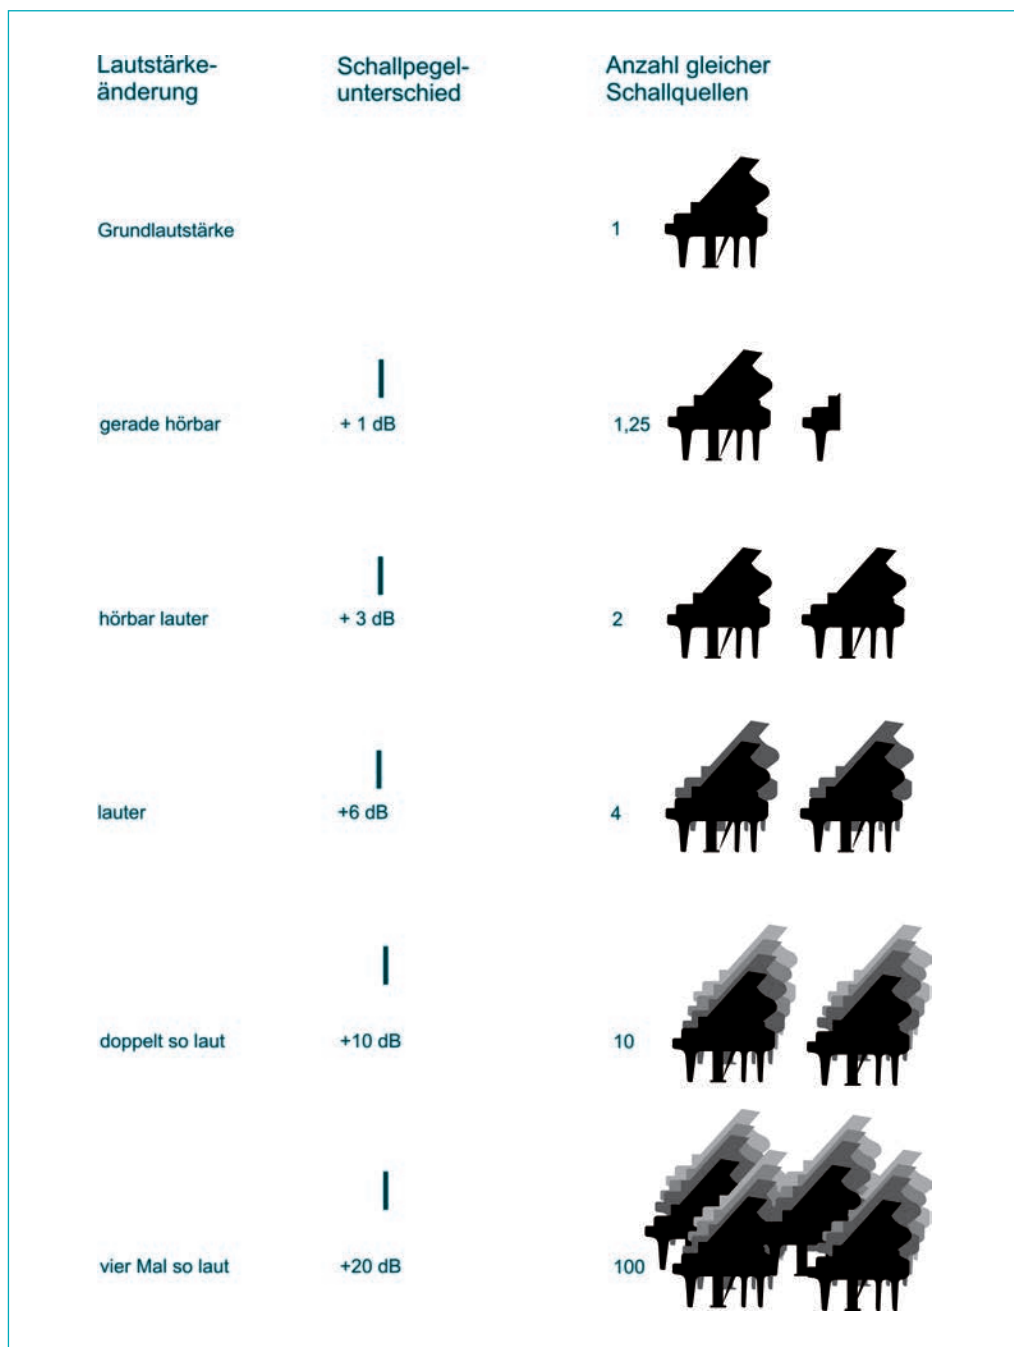 Lautstärke-
änderung
Schallpegel-
unterschied
Anzahl gleicher
Schallquellen
Grundlautstärke
1
gerade hörbar
+ 1 dB
1,25
hörbar lauter
+ 3 dB
2
lauter
+6 dB
4
doppelt so laut
+10 dB
10
vier Mal so laut
+20 dB
100